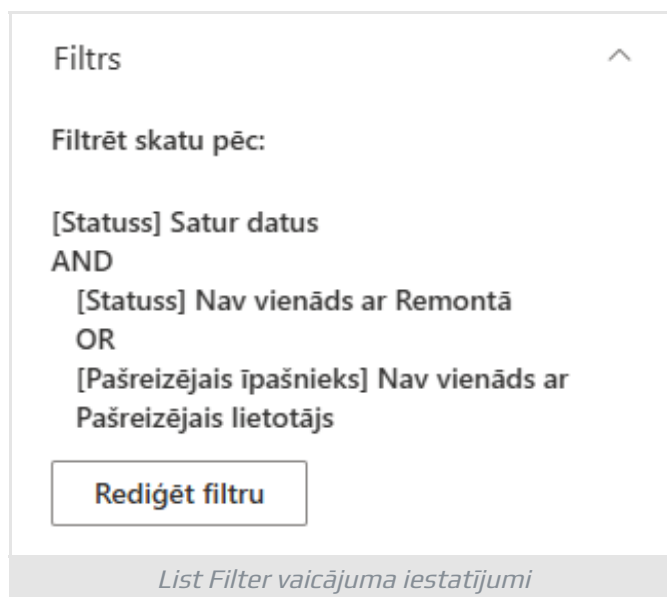 Filtrs
Filtrēt skatu pēc:
[Statuss] Satur datus
AND
[Statuss] Nav vienāds ar Remontā
OR
[Pašreizējais īpašnieks] Nav vienāds ar
Pašreizējais lietotājs
Rediģēt filtru
List Filter vaicājuma iestatījumi